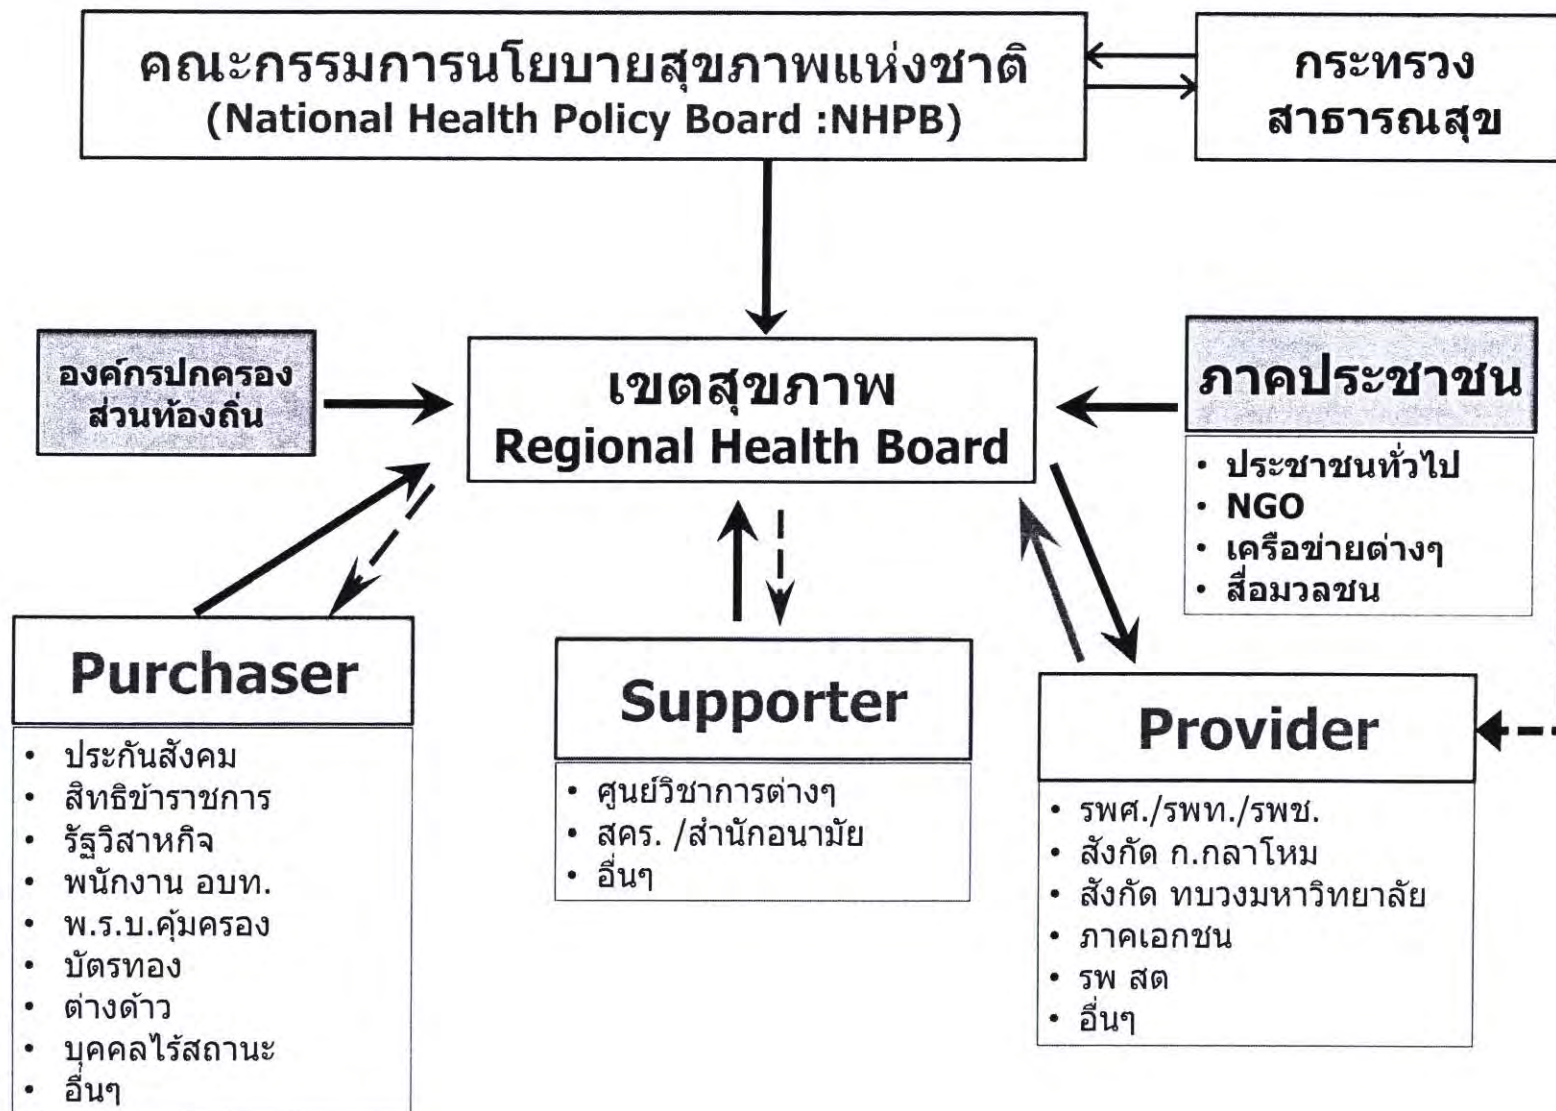 คณะกรรมการนโยบายสุขภาพแห่งชาติ
(National Health Policy Board :NHPB)
กระทรวง
สาธารณสุข
องค์กรปกครอง
ส่วนท้องถิ่น
เขตสุขภาพ
Regional Health Board
ภาคประชาชน
• ประชาชนทั่วไป
• NGO
• เครือข่ายต่างๆ
• สื่อมวลชน
Purchaser
• ประกันสังคม
• สิทธิข้าราชการ
• รัฐวิสาหกิจ
• พนักงาน อบท.
• พ.ร.บ.คุ้มครอง
• บัตรทอง
• ต่างด้าว
• บุคคลไร้สถานะ
• อื่นๆ
Supporter
• ศูนย์วิชาการต่างๆ
• สคร. /สำนักอนามัย
• อื่นๆ
Provider
• รพศ./รพท./รพช.
• สังกัด ก.กลาโหม
• สังกัด ทบวงมหาวิทยาลัย
• ภาคเอกชน
• รพ สต
• อื่นๆ